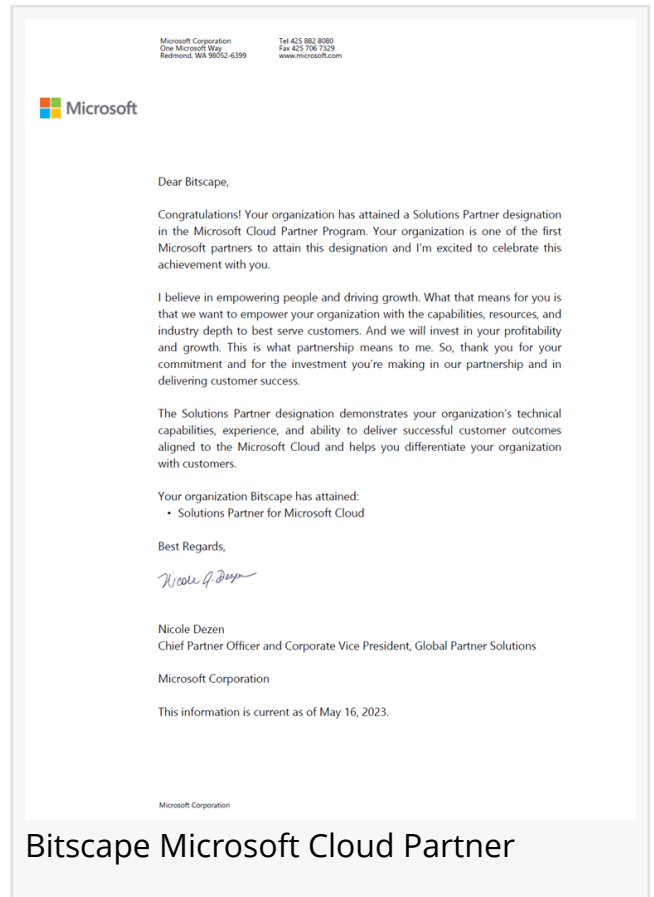 Microsoft Corporation
One Microsoft Way
Redmond, WA 98052-6399
Tel 425 882 8080
Fax 425 706 7329
www.microsoft.com
Microsoft
Dear Bitscape,
Congratulations! Your organization has attained a Solutions Partner designation
in the Microsoft Cloud Partner Program. Your organization is one of the first
Microsoft partners to attain this designation and I'm excited to celebrate this
achievement with you.
I believe in empowering people and driving growth. What that means for you is
that we want to empower your organization with the capabilities, resources, and
industry depth to best serve customers. And we will invest in your profitability
and growth. This is what partnership means to me. So, thank you for your
commitment and for the investment you're making in our partnership and in
delivering customer success.
The Solutions Partner designation demonstrates your organization's technical
capabilities, experience, and ability to deliver successful customer outcomes
aligned to the Microsoft Cloud and helps you differentiate your organization
with customers.
Your organization Bitscape has attained:
• Solutions Partner for Microsoft Cloud
Best Regards,
Nicole A. Dezen
Nicole Dezen
Chief Partner Officer and Corporate Vice President, Global Partner Solutions
Microsoft Corporation
This information is current as of May 16, 2023.
Microsoft Corporation
Bitscape Microsoft Cloud Partner